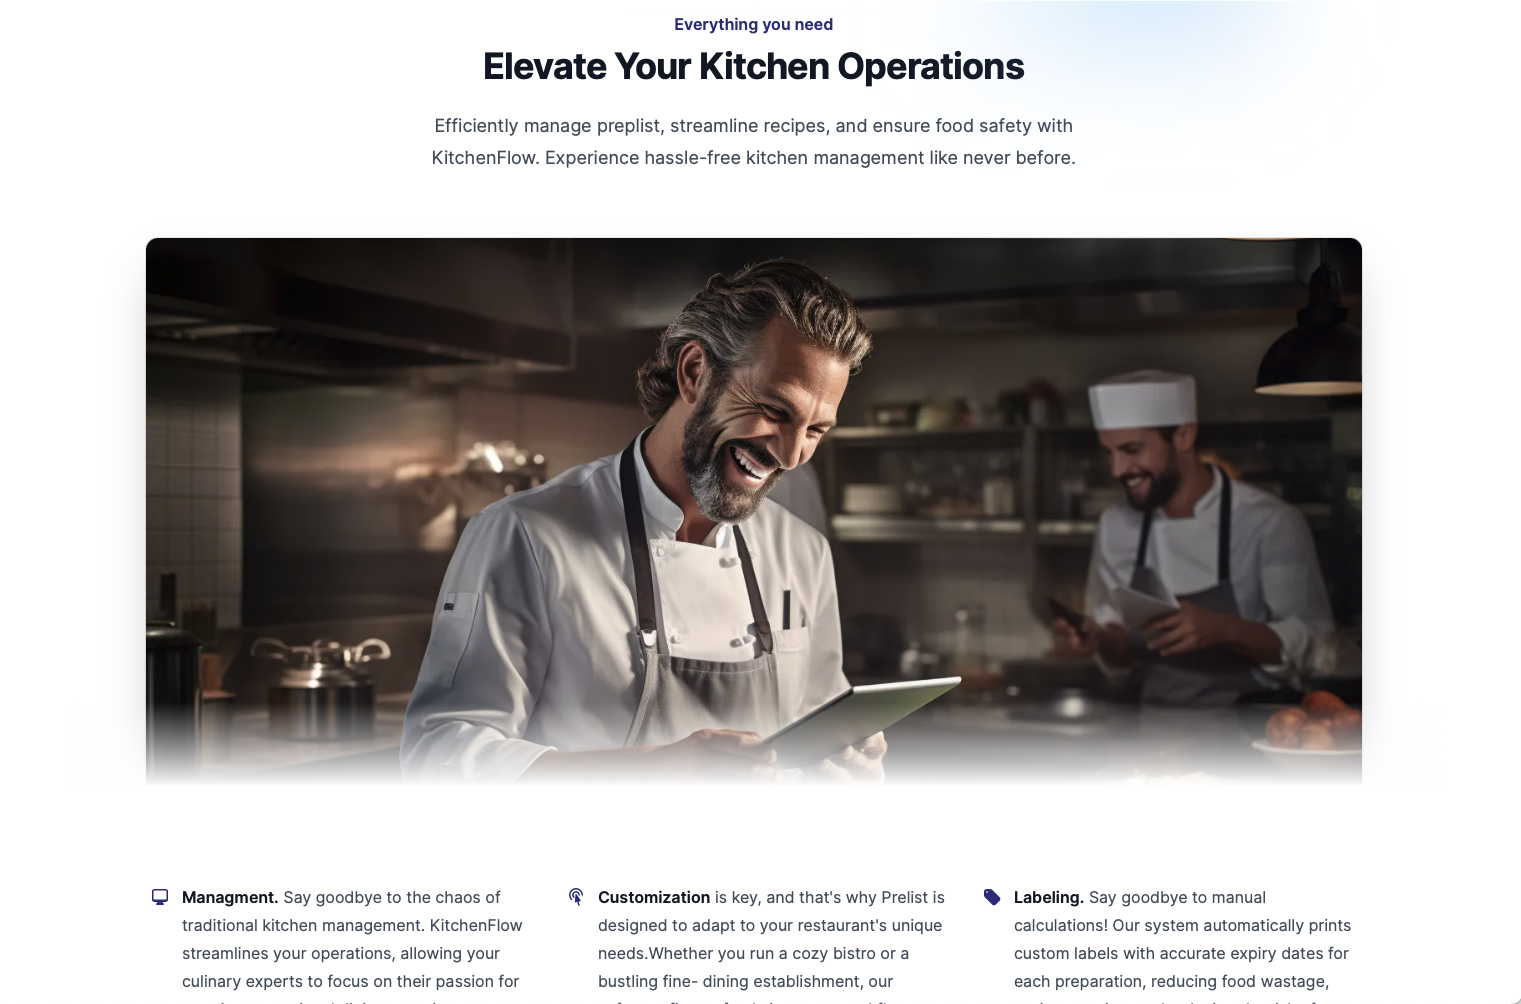 Everything you need
Elevate Your Kitchen Operations
Efficiently manage preplist, streamline recipes, and ensure food safety with
KitchenFlow. Experience hassle-free kitchen management like never before.
Managment. Say goodbye to the chaos of
traditional kitchen management. KitchenFlow
streamlines your operations, allowing your
culinary experts to focus on their passion for
Customization is key, and that's why Prelist is
designed to adapt to your restaurant's unique
needs.Whether you run a cozy bistro or a
bustling fine- dining establishment, our
Labeling. Say goodbye to manual
calculations! Our system automatically prints
custom labels with accurate expiry dates for
each preparation, reducing food wastage,